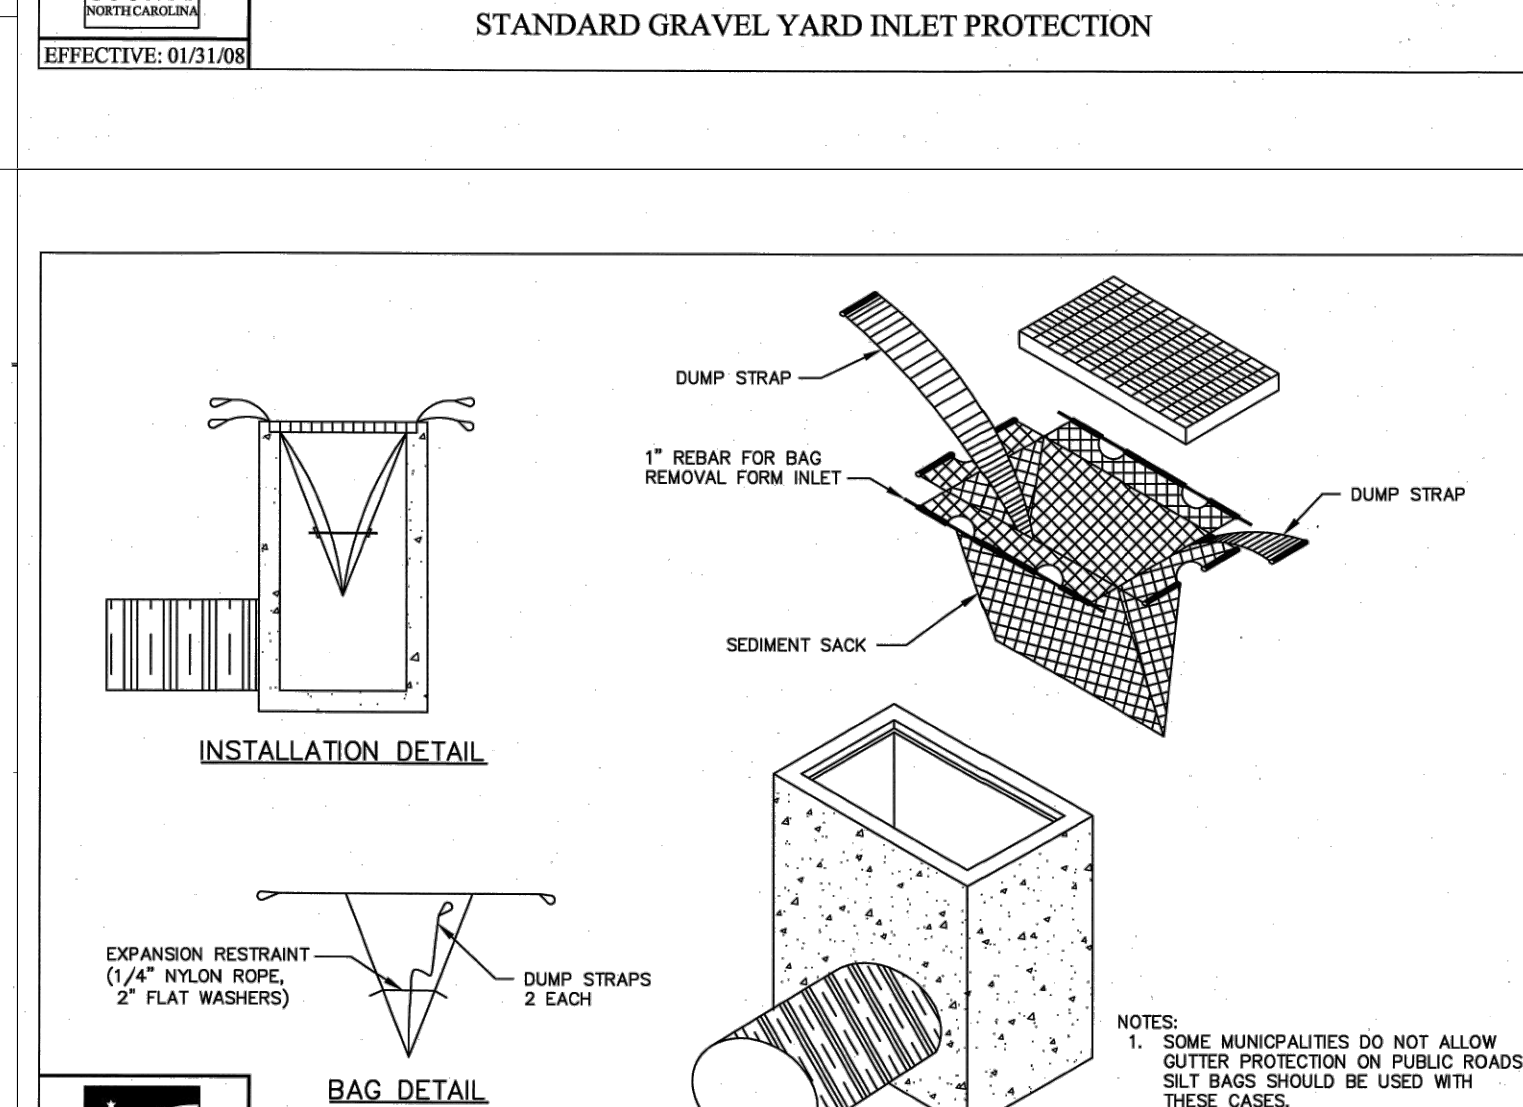 NORTH CAROLINA
STANDARD GRAVEL YARD INLET PROTECTION
EFFECTIVE: 01/31/08
DUMP STRAP
1" REBAR FOR BAG
REMOVAL FORM INLET
DUMP STRAP
SEDIMENT SACK
INSTALLATION DETAIL
EXPANSION RESTRAINT
(1/4" NYLON ROPE,
2" FLAT WASHERS)
DUMP STRAPS
2 EACH
BAG DETAIL
NOTES:
1. SOME MUNICPALITIES DO NOT ALLOW
GUTTER PROTECTION ON PUBLIC ROADS
SILT BAGS SHOULD BE USED WITH
THESE CASES.